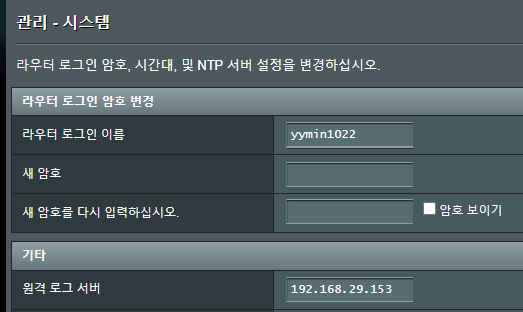 관리 - 시스템
라우터 로그인 암호, 시간대, 및 NTP 서버 설정을 변경하십시오.
라우터 로그인 암호 변경
라우터 로그인 이름 yymin1022
새 암호
새 암호를 다시 입력하십시오. 암호 보이기
기타
원격 로그 서버 192.168.29.153